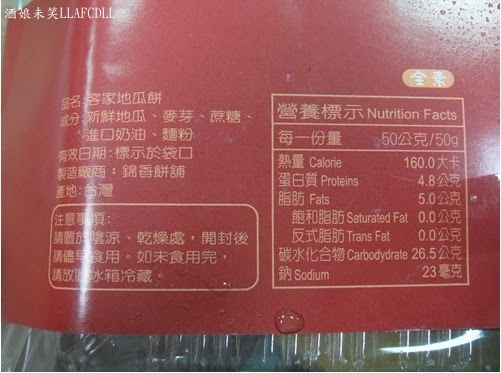 酒娘未笑LLAFCDLL
全素
品名:客家地瓜餅
成分:新鮮地瓜、麥芽、蔗糖、
進口奶油、麵粉
有效日期:標示於袋口
製造廠商:錦香餅舖
產地:台灣
注意事項:
請置於陰涼、乾燥處,開封後
請儘早食用。如未食用完,
請放置冰箱冷藏。
營養標示 Nutrition Facts
每一份量 50公克/50g
熱量 Calorie 160.0大卡
蛋白質 Proteins 4.8公克
脂肪 Fats 5.0公克
飽和脂肪 Saturated Fat 0.0公克
反式脂肪 Trans Fat 0.0公克
碳水化合物 Carbodydrate 26.5公克
鈉 Sodium 23毫克